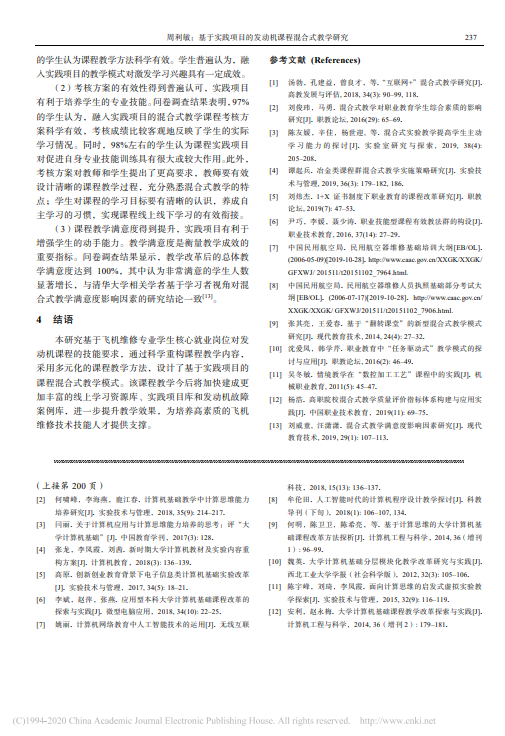 周利敏：基于实践项目的发动机课程混合式教学研究
237
的学生认为课程教学方法科学有效。学生普遍认为，融
入实践项目的教学模式对激发学习兴趣具有一定成效。
（2）考核方案的有效性得到普遍认可，实践项目
有利于培养学生的专业技能。问卷调查结果表明，97%
的学生认为，融入实践项目的混合式教学课程考核方
案科学有效，考核成绩比较客观地反映了学生的实际
学习情况。同时，98%左右的学生认为课程实践项目
对促进自身专业技能训练具有很大或较大作用。此外，
考核方案对教师和学生提出了更高要求，教师要有效
设计清晰的课程教学过程，充分熟悉混合式教学的特
点；学生对课程的学习目标要有清晰的认识，养成自
主学习的习惯，实现课程线上线下学习的有效衔接。
（3）课程教学满意度得到提升，实践项目有利于
增强学生的动手能力。教学满意度是衡量教学成效的
重要指标。问卷调查结果显示，教学改革后的总体教
学满意度达到 100%，其中认为非常满意的学生人数
显著增长，与清华大学相关学者基于学习者视角对混
合式教学满意度影响因素的研究结论一致[13]。
4 结语
本研究基于飞机维修专业学生核心就业岗位对发
动机课程的技能要求，通过科学重构课程教学内容，
采用多元化的课程教学方法，设计了基于实践项目的
课程混合式教学模式。该课程教学今后将加快建成更
加丰富的线上学习资源库、实践项目库和发动机故障
案例库，进一步提升教学效果，为培养高素质的飞机
维修技术技能人才提供支撑。
参考文献 (References)
[1] 汤勃，孔建益，曾良才，等. “互联网+”混合式教学研究[J].
高教发展与评估, 2018, 34(3): 90–99, 118.
[2] 刘俊玮，马勇. 混合式教学对职业教育学生综合素质的影响
研究[J]. 职教论坛, 2016(29): 65–69.
[3] 陈友媛，辛佳，杨世迎，等. 混合式实验教学提高学生主动
学习能力的探讨[J]. 实验室研究与探索，2019, 38(4):
205–208.
[4] 谭起兵. 冶金类课程群混合式教学实施策略研究[J]. 实验技
术与管理, 2019, 36(3): 179–182, 186.
[5] 刘炜杰. 1+X 证书制度下职业教育的课程改革研究[J]. 职教
论坛, 2019(7): 47–53.
[6] 尹巧，李媛，聂少涛. 职业技能型课程有效教法群的构设[J].
职业技术教育, 2016, 37(14): 27–29.
[7] 中国民用航空局. 民用航空器维修基础培训大纲[EB/OL].
(2006-05-09)[2019-10-28]. http://www.caac.gov.cn/XXGK/XXGK/
GFXWJ/ 201511/t20151102_7964.html.
[8] 中国民用航空局. 民用航空器维修人员执照基础部分考试大
纲[EB/OL]. (2006-07-17)[2019-10-28]. http://www.caac.gov.cn/
XXGK/XXGK/ GFXWJ/201511/t20151102_7906.html.
[9] 张其亮，王爱春. 基于“翻转课堂”的新型混合式教学模式
研究[J]. 现代教育技术, 2014, 24(4): 27–32.
[10] 沈爱凤，韩学芹. 职业教育中“任务驱动式”教学模式的探
讨与应用[J]. 职教论坛, 2016(2): 46–49.
[11] 吴冬敏. 情境教学在“数控加工工艺”课程中的实践[J]. 机
械职业教育, 2011(5): 45–47.
[12] 杨浩. 高职院校混合式教学质量评价指标体系构建与应用实
践[J]. 中国职业技术教育，2019(11): 69–75.
[13] 刘威童，汪潇潇. 混合式教学满意度影响因素研究[J]. 现代
教育技术, 2019, 29(1): 107–113.
（上接第 200 页）
[2] 何啸峰，李海燕，鹿江春. 计算机基础教学中计算思维能力
培养研究[J]. 实验技术与管理，2018, 35(9): 214–217.
[3] 闫丽. 关于计算机应用与计算思维能力培养的思考：评“大
学计算机基础”[J]. 中国教育学刊，2017(3): 128.
[4] 张龙，李凤霞，刘茜. 新时期大学计算机教材及实验内容重
构方案[J]. 计算机教育，2018(3): 136–139.
[5] 高原. 创新创业教育背景下电子信息类计算机基础实验改革
[J]. 实验技术与管理，2017, 34(5): 18–21.
[6] 李斌，赵萍，张燕. 应用型本科大学计算机基础课程改革的
探索与实践[J]. 微型电脑应用，2018, 34(10): 22–25.
[7] 姚丽. 计算机网络教育中人工智能技术的运用[J]. 无线互联
科技，2018, 15(13): 136–137.
[8] 牟伦田. 人工智能时代的计算机程序设计教学探讨[J]. 科教
导刊（下旬），2018(1): 106–107, 134.
[9] 何明，陈卫卫，陈希亮，等. 基于计算思维的大学计算机基
础课程改革方法探析[J]. 计算机工程与科学，2014, 36（增刊
1）: 96–99.
[10] 魏英. 大学计算机基础分层模块化教学改革研究与实践[J].
西北工业大学学报（社会科学版），2012, 32(3): 105–106.
[11] 陈宇峰，刘琦，李凤霞. 面向计算思维的启发式虚拟实验教
学探索[J]. 实验技术与管理，2015, 32(9): 116–119.
[12] 安利，赵永梅. 大学计算机基础课程教学改革探索与实践[J].
计算机工程与科学，2014, 36（增刊 2）: 179–181.
(C)1994-2020 China Academic Journal Electronic Publishing House. All rights reserved. http://www.cnki.net